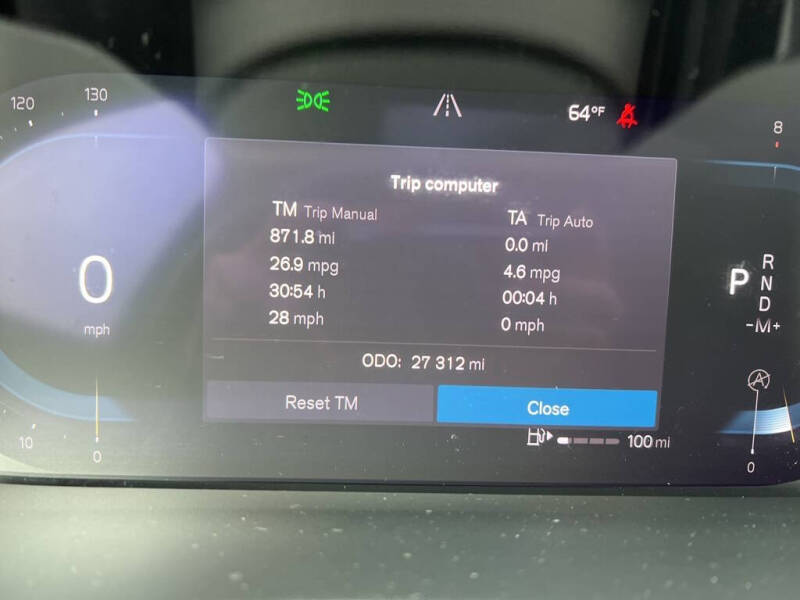 120 130
64°F
8
Trip computer
TM Trip Manual
871.8 mi
26.9 mpg
30:54 h
28 mph
TA Trip Auto
0.0 mi
4.6 mpg
00:04 h
0 mph
ODO: 27 312 mi
Reset TM
Close
0
mph
P
R
N
D
-M+
A
10
0
100 mi
0